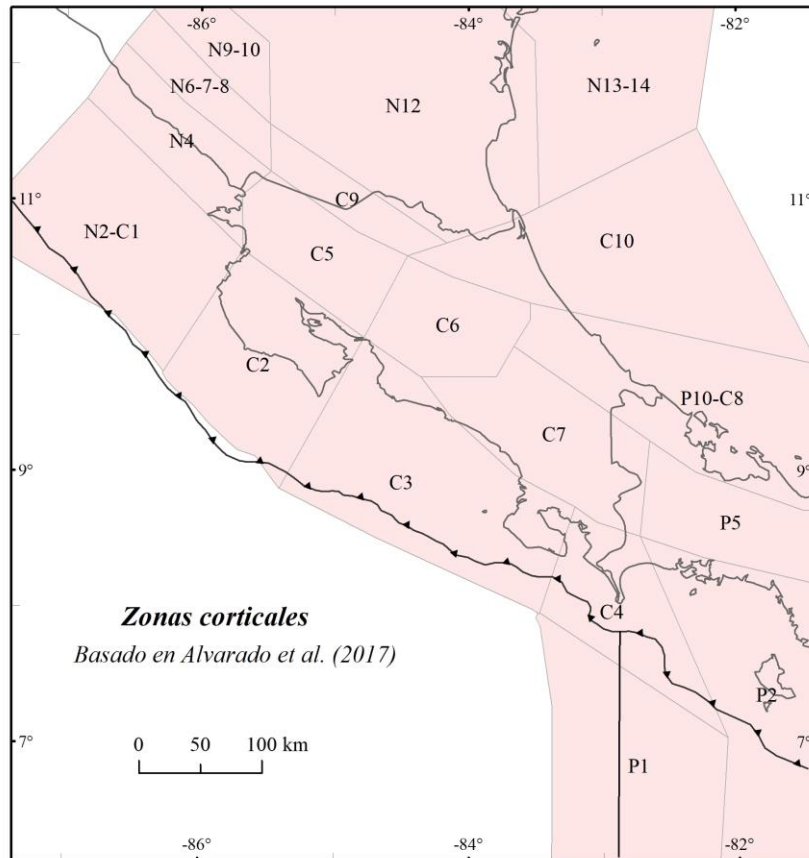 -86° -84° -82°
N9-10
N6-7-8 N12 N13-14
N4
11° C9 11°
N2-C1 C5 C10
C6
C2 P10-C8
C7
9° C3 9°
P5
C4
Zonas corticales
Basado en Alvarado et al. (2017)
P2
0 50 100 km
7° P1 7°
-86° -84° -82°